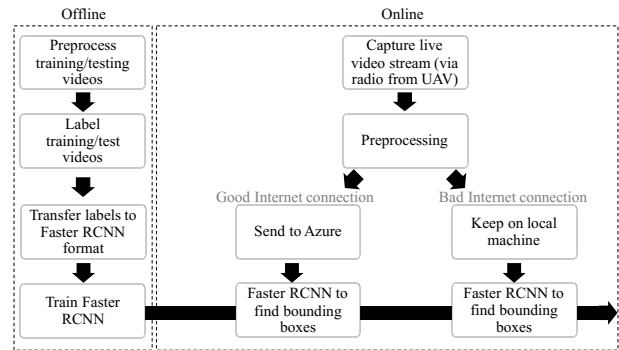 Offline
Preprocess
training/testing
videos
Label
training/test
videos
Transfer labels to
Faster RCNN
format
Train Faster
RCNN
Online
Capture live
video stream (via
radio from UAV)
Preprocessing
Good Internet connection
Bad Internet connection
Send to Azure
Keep on local
machine
Faster RCNN to
find bounding
boxes
Faster RCNN to
find bounding
boxes